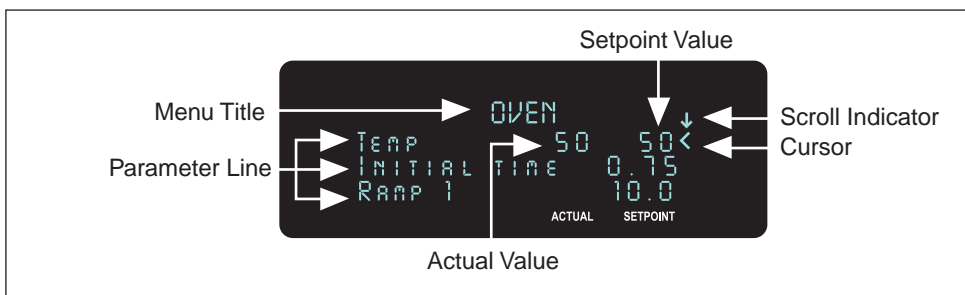 Setpoint Value
Menu Title
OVEN
Scroll Indicator
TEMP 50 50<
Cursor
Parameter Line
INITIAL TIME 0.75
RAMP 1 10.0
ACTUAL SETPOINT
Actual Value